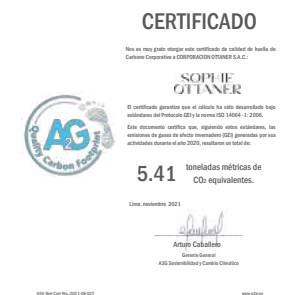 CERTIFICADO
Nos es muy grato otorgar este certificado de calidad de huella de
Carbono Corporativa a CORPORACION OTTANER S.A.C.:
SOPHIE
OTTANER
El certificado garantiza que el cálculo ha sido desarrollado bajo
estándares del Protocolo GEI y la norma ISO 14064 -1: 2006.
Este documento certifica que, siguiendo estos estándares, las
emisiones de gases de efecto invernadero (GEI) generadas por sus
actividades durante el año 2020, resultaron un total de:
A2G
Quality Carbon Footprint
5.41 toneladas métricas de
CO₂ equivalentes.
Lima, noviembre 2021
Arturo Caballero
Gerente General
A2G Sostenibilidad y Cambio Climático
www.a2g.es